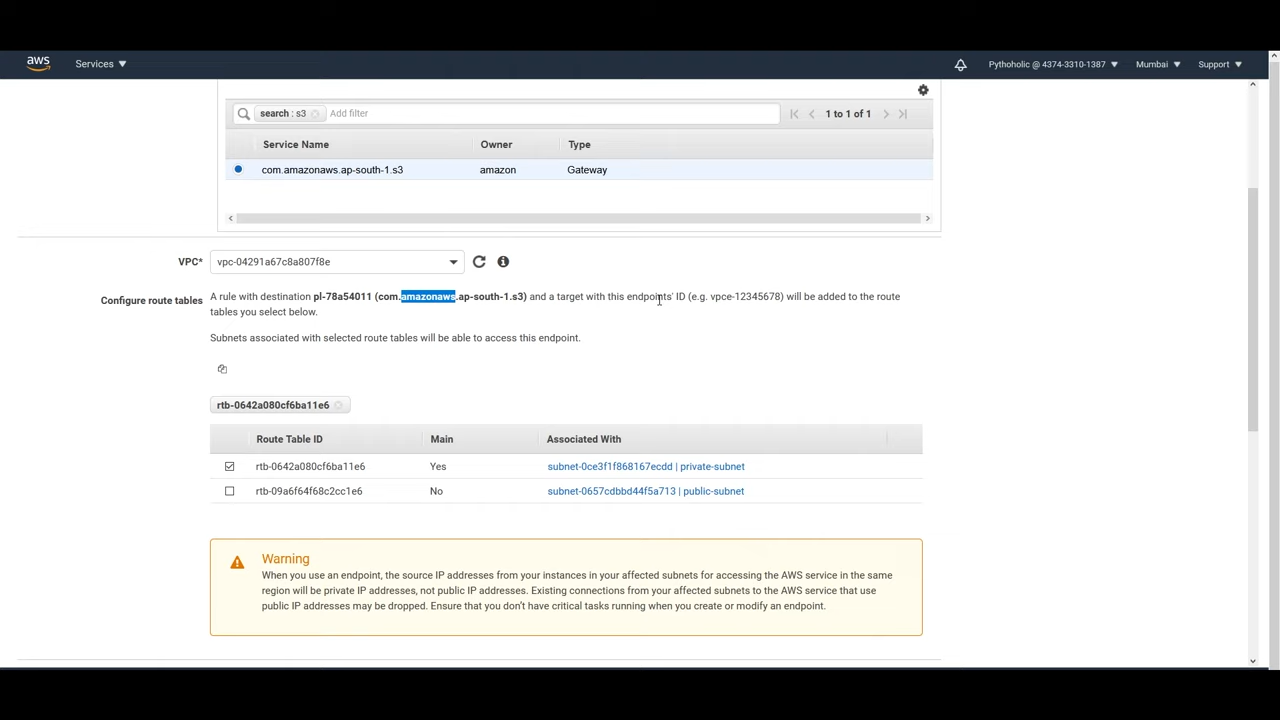 aws Services Pythoholic @ 4374-3310-1387 Mumbai Support
search : s3 Add filter 1 to 1 of 1
Service Name Owner Type
com.amazonaws.ap-south-1.s3 amazon Gateway
VPC* vpc-04291a67c8a807f8e
Configure route tables A rule with destination pl-78a54011 (com.amazonaws.ap-south-1.s3) and a target with this endpoints' ID (e.g. vpce-12345678) will be added to the route
tables you select below.
Subnets associated with selected route tables will be able to access this endpoint.
rtb-0642a080cf6ba11e6
Route Table ID Main Associated With
rtb-0642a080cf6ba11e6 Yes subnet-0ce3f1f868167ecdd | private-subnet
rtb-09a6f64f68c2cc1e6 No subnet-0657cdbbd44f5a713 | public-subnet
Warning
When you use an endpoint, the source IP addresses from your instances in your affected subnets for accessing the AWS service in the same
region will be private IP addresses, not public IP addresses. Existing connections from your affected subnets to the AWS service that use
public IP addresses may be dropped. Ensure that you don't have critical tasks running when you create or modify an endpoint.